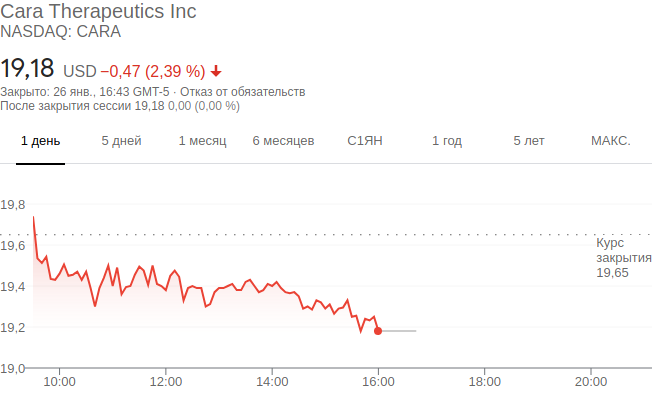 Cara Therapeutics Inc
NASDAQ: CARA
19,18 USD −0,47 (2,39 %)
Закрыто: 26 янв., 16:43 GMT-5 · Отказ от обязательств
После закрытия сессии 19,18 0,00 (0,00 %)
1 день 5 дней 1 месяц 6 месяцев С1ЯН 1 год 5 лет МАКС.
19,8
19,6
19,4
19,2
19,0
Курс
закрытия
19,65
10:00 12:00 14:00 16:00 18:00 20:00